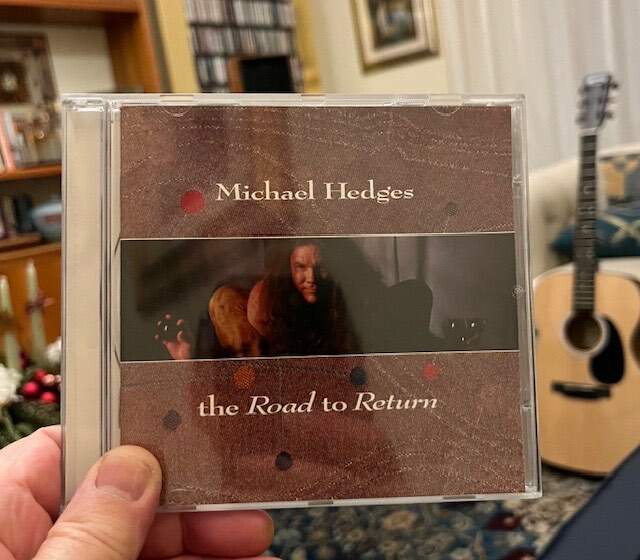 Michael Hedges
the Road to Return